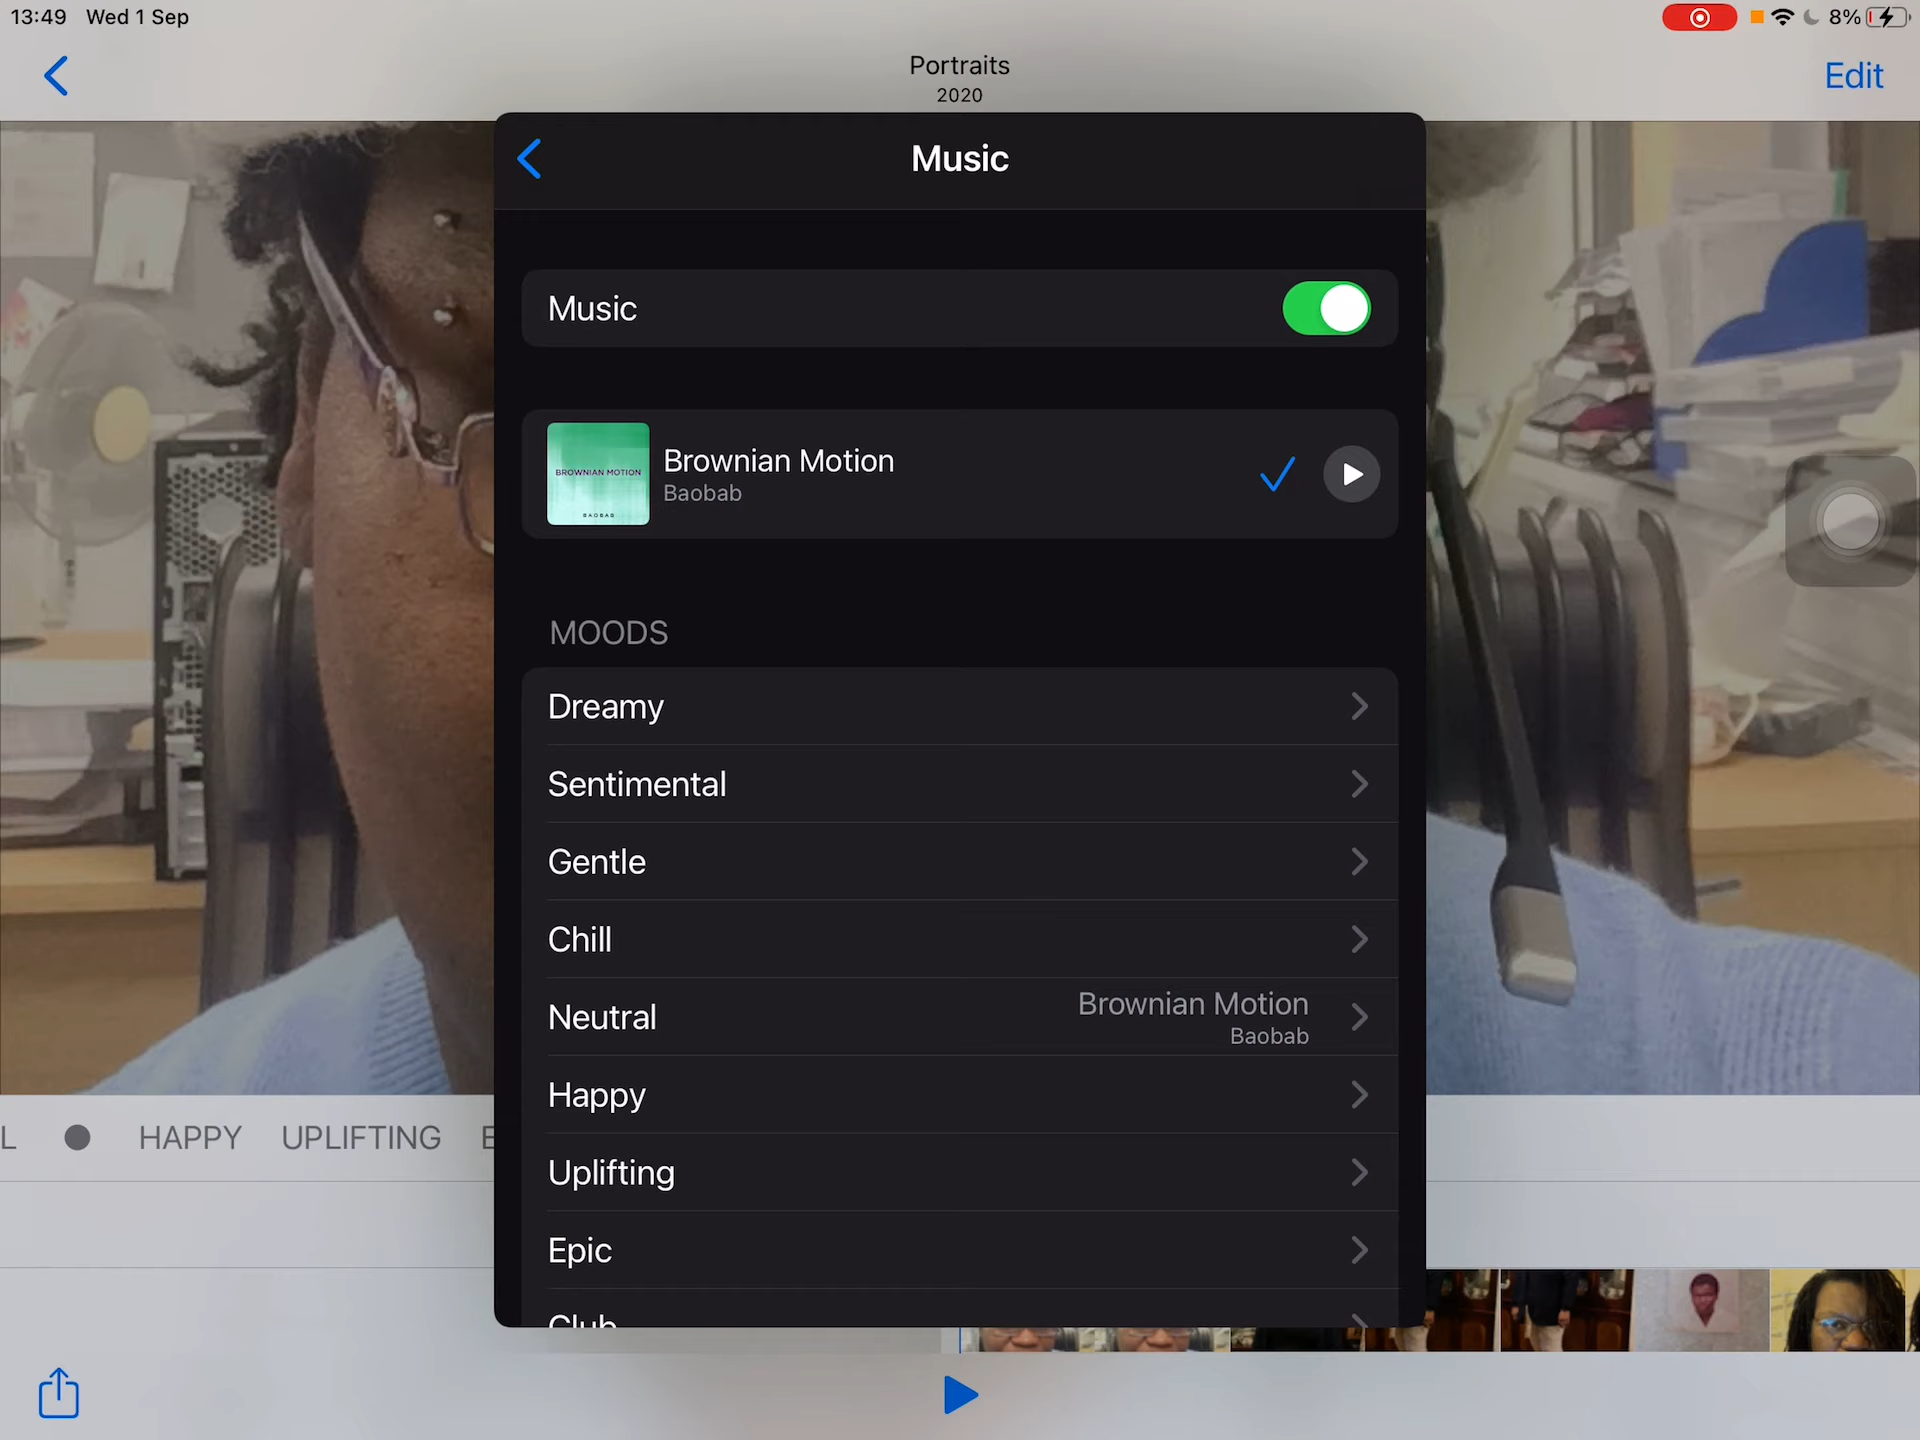 13:49 Wed 1 Sep
8%
Portraits
2020
Edit
Music
Music
BROWNIAN MOTION
BAOBAB
Brownian Motion
Baobab
MOODS
Dreamy
Sentimental
Gentle
Chill
Neutral
Brownian Motion
Baobab
Happy
Uplifting
Epic
Club
L HAPPY UPLIFTING E